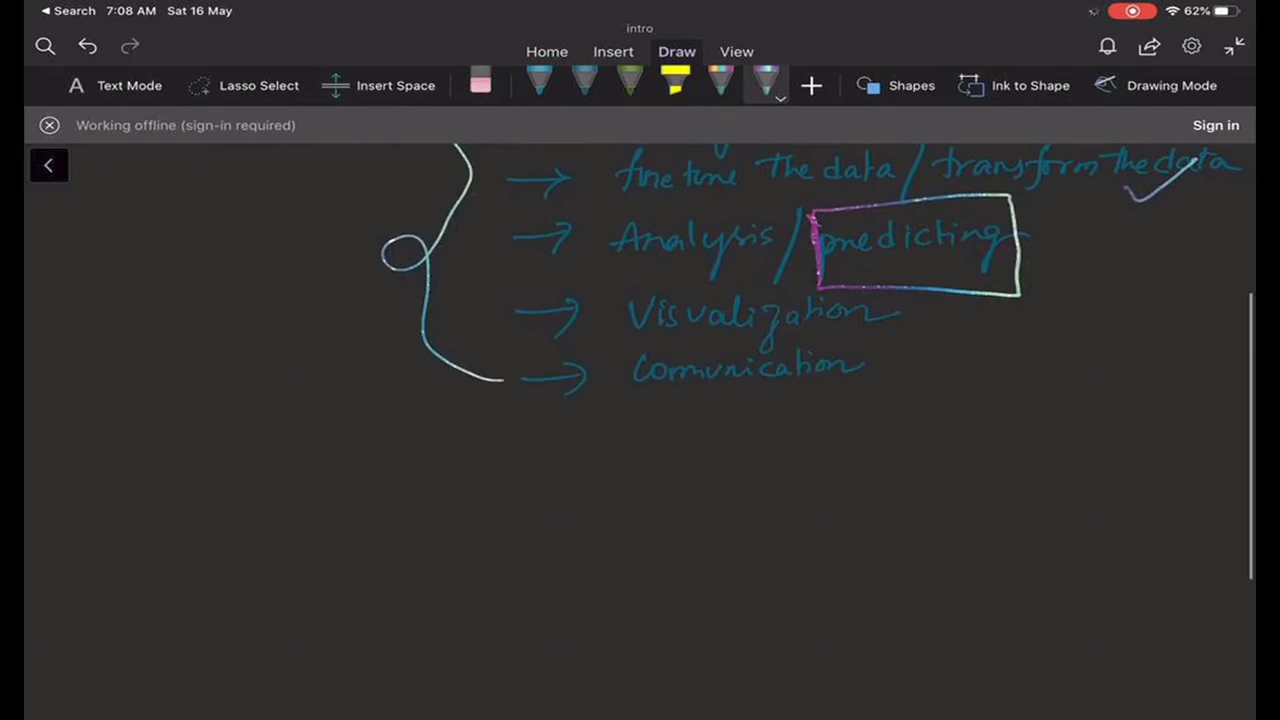 Search 7:08 AM Sat 16 May 62%
intro
Home Insert Draw View
A Text Mode Lasso Select Insert Space Shapes Ink to Shape Drawing Mode
Working offline (sign-in required) Sign in
→ fine tune The data / transform the data
→ Analysis / predicting
→ Visualization
→ Comunication